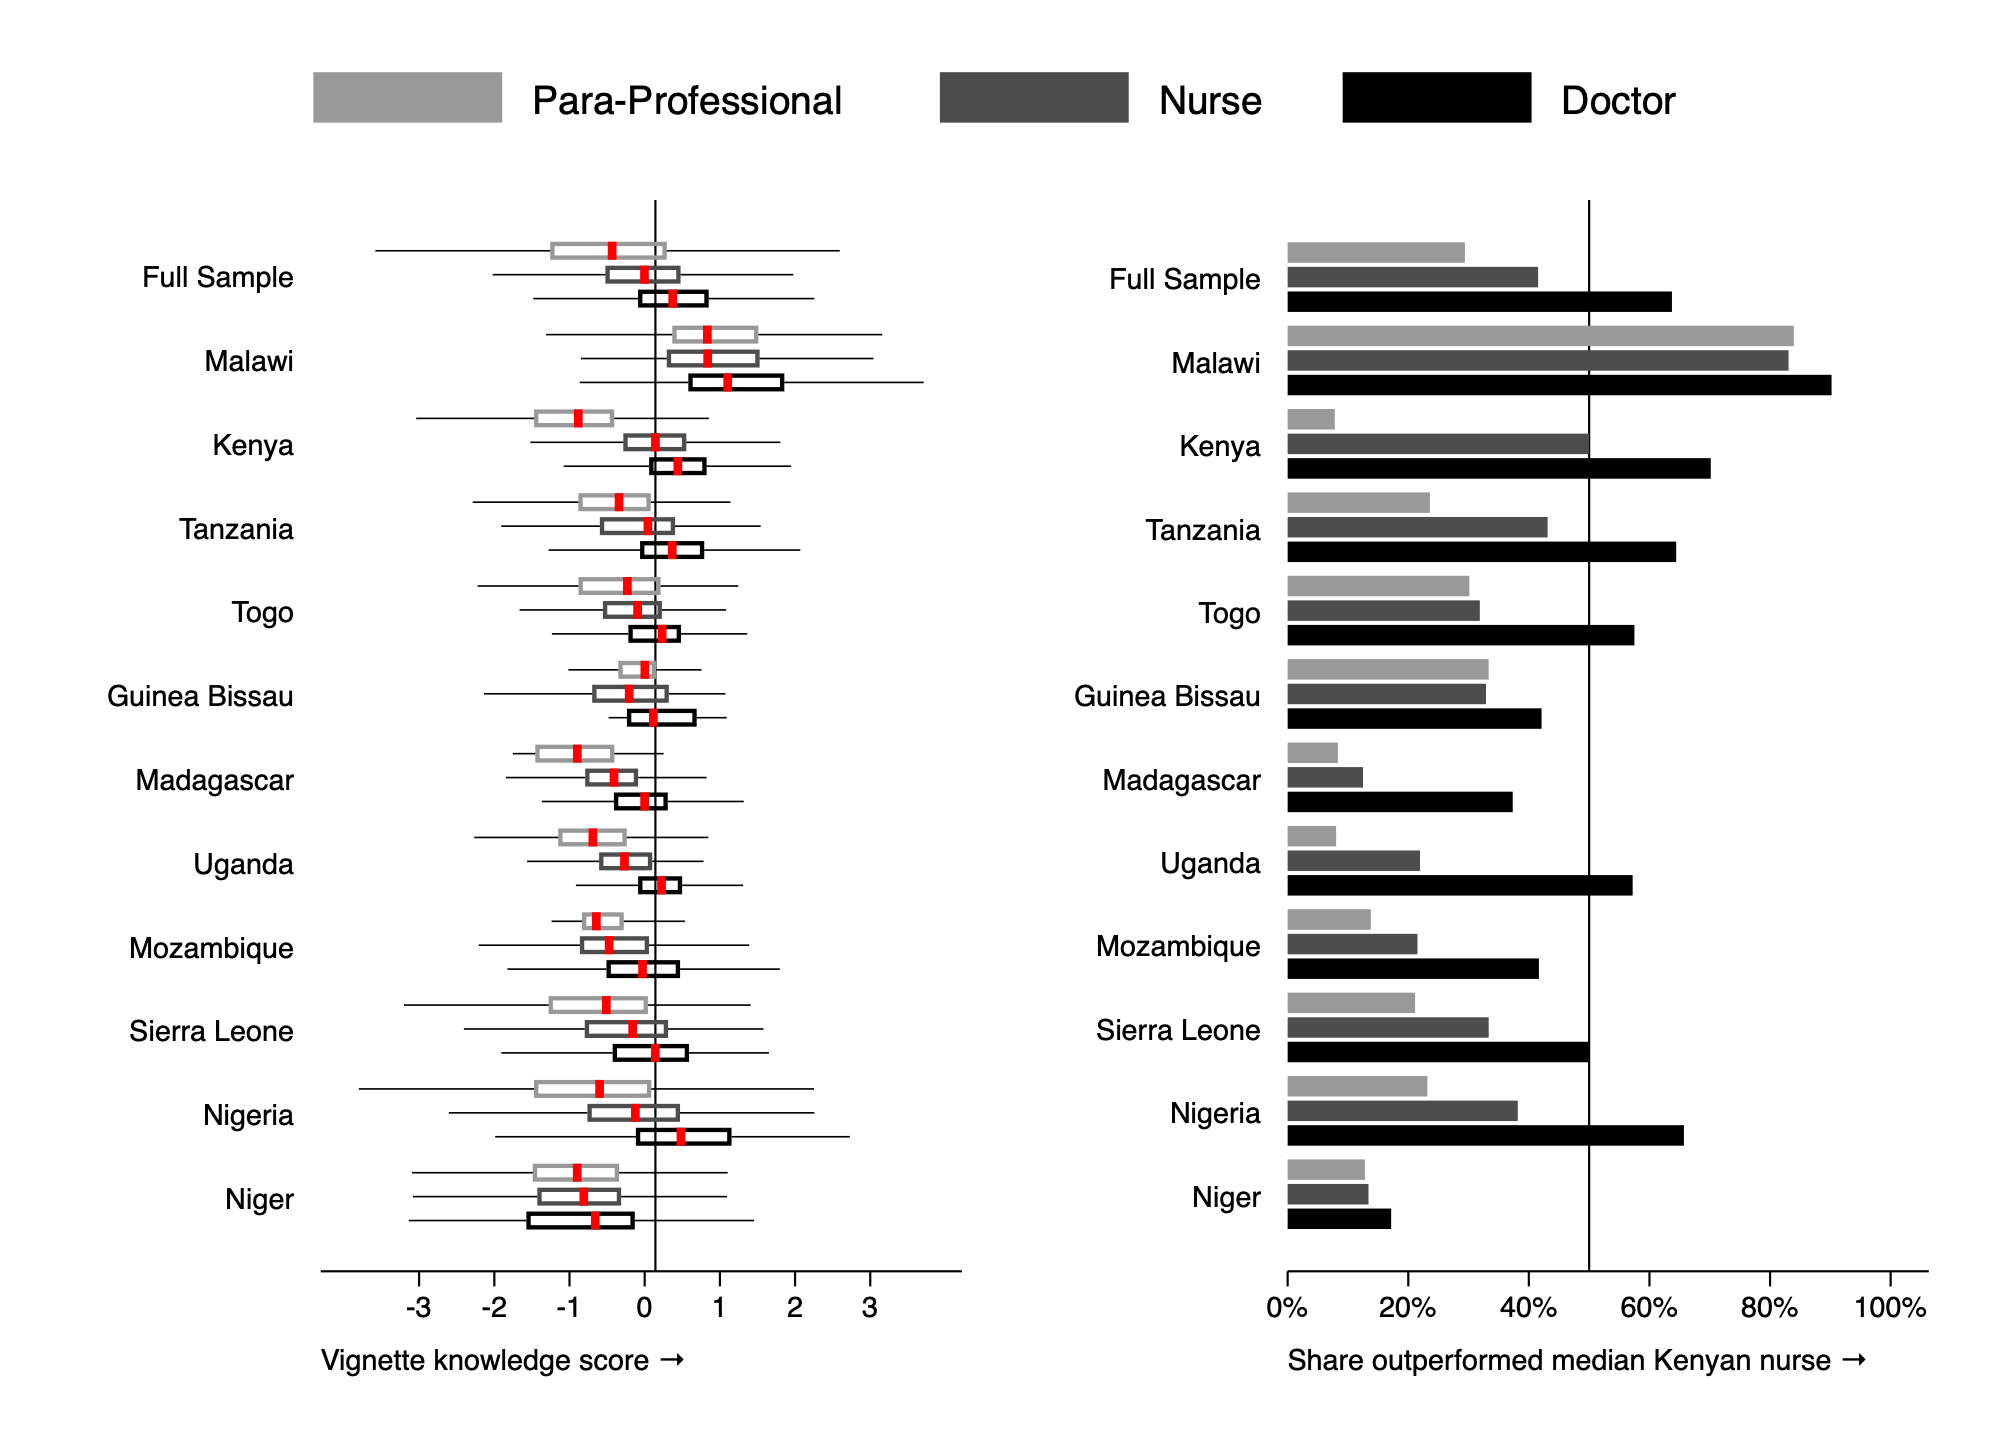 Para-Professional Nurse Doctor
Full Sample
Malawi
Kenya
Tanzania
Togo
Guinea Bissau
Madagascar
Uganda
Mozambique
Sierra Leone
Nigeria
Niger
-3 -2 -1 0 1 2 3
Vignette knowledge score →
Full Sample
Malawi
Kenya
Tanzania
Togo
Guinea Bissau
Madagascar
Uganda
Mozambique
Sierra Leone
Nigeria
Niger
0% 20% 40% 60% 80% 100%
Share outperformed median Kenyan nurse →